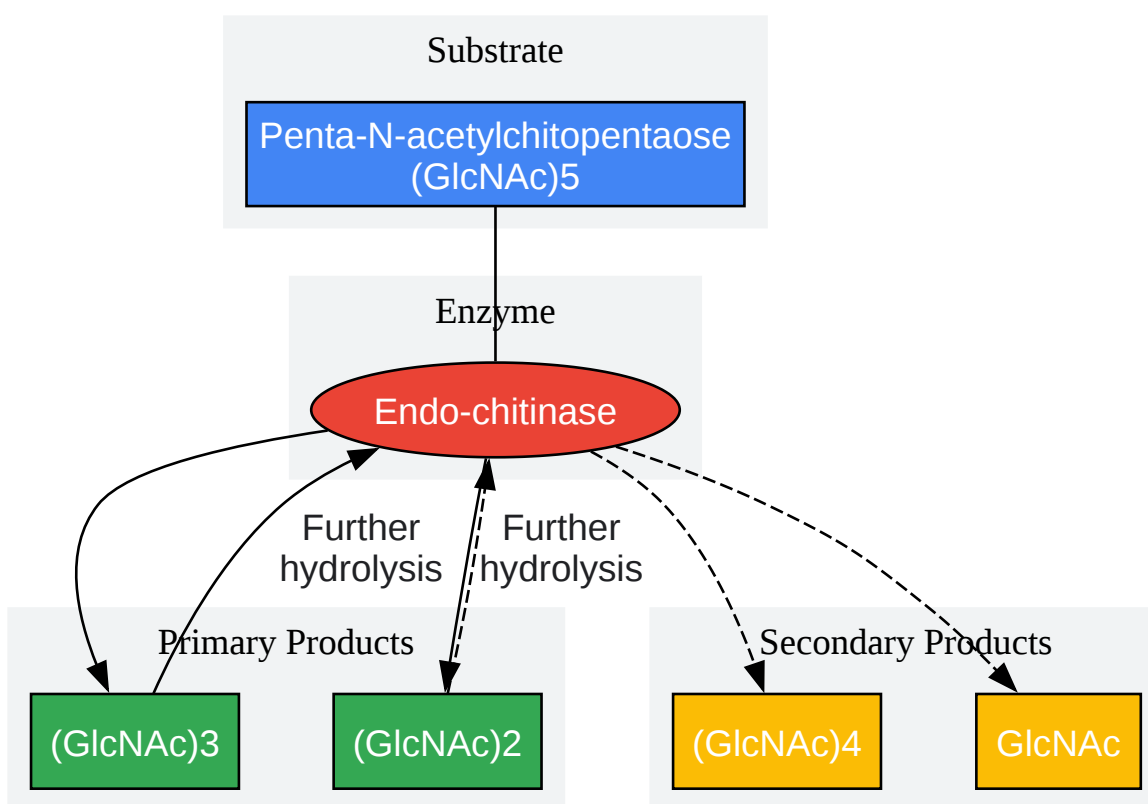 Substrate
Penta-N-acetylchitopentaose
(GlcNAc)5
Enzyme
Endo-chitinase
Further
hydrolysis
Further
hydrolysis
Primary Products
(GlcNAc)3
(GlcNAc)2
Secondary Products
(GlcNAc)4
GlcNAc